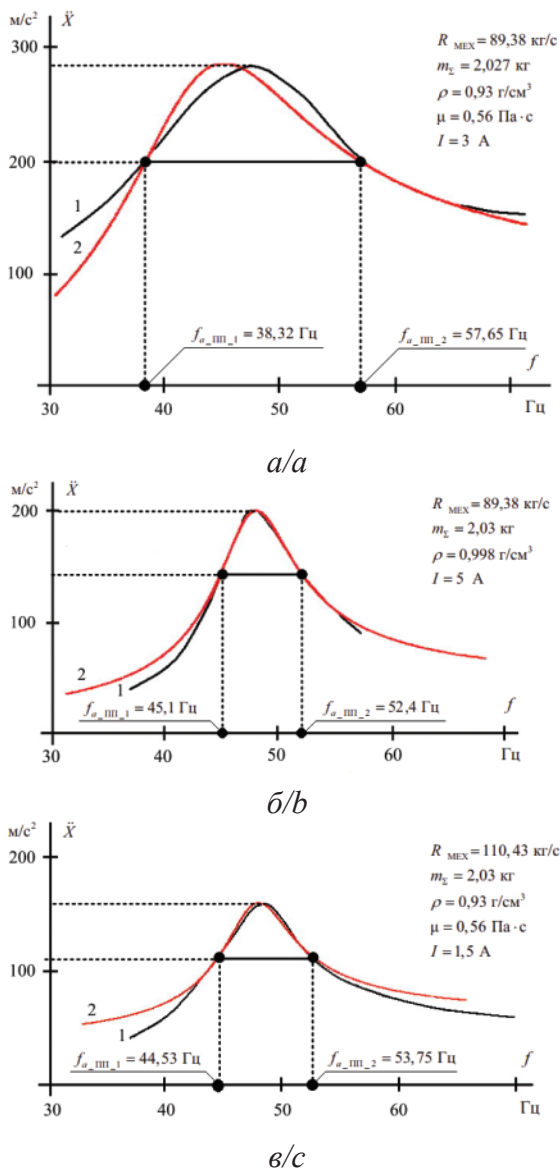 м/с² Ẍ
300
200
100
R МЕХ = 89,38 кг/с
m_Σ = 2,027 кг
ρ = 0,93 г/см³
μ = 0,56 Па·с
I = 3 А
1
2
f_a_ПП_1 = 38,32 Гц
f_a_ПП_2 = 57,65 Гц
f
30 40 50 60 Гц
а/a
м/с² Ẍ
200
100
R МЕХ = 89,38 кг/с
m_Σ = 2,03 кг
ρ = 0,998 г/см³
I = 5 А
2
1
f_a_ПП_1 = 45,1 Гц
f_a_ПП_2 = 52,4 Гц
f
30 40 50 60 Гц
б/b
м/с² Ẍ
200
100
R МЕХ = 110,43 кг/с
m_Σ = 2,03 кг
ρ = 0,93 г/см³
μ = 0,56 Па·с
I = 1,5 А
2
1
f_a_ПП_1 = 44,53 Гц
f_a_ПП_2 = 53,75 Гц
f
30 40 50 60 Гц
в/c